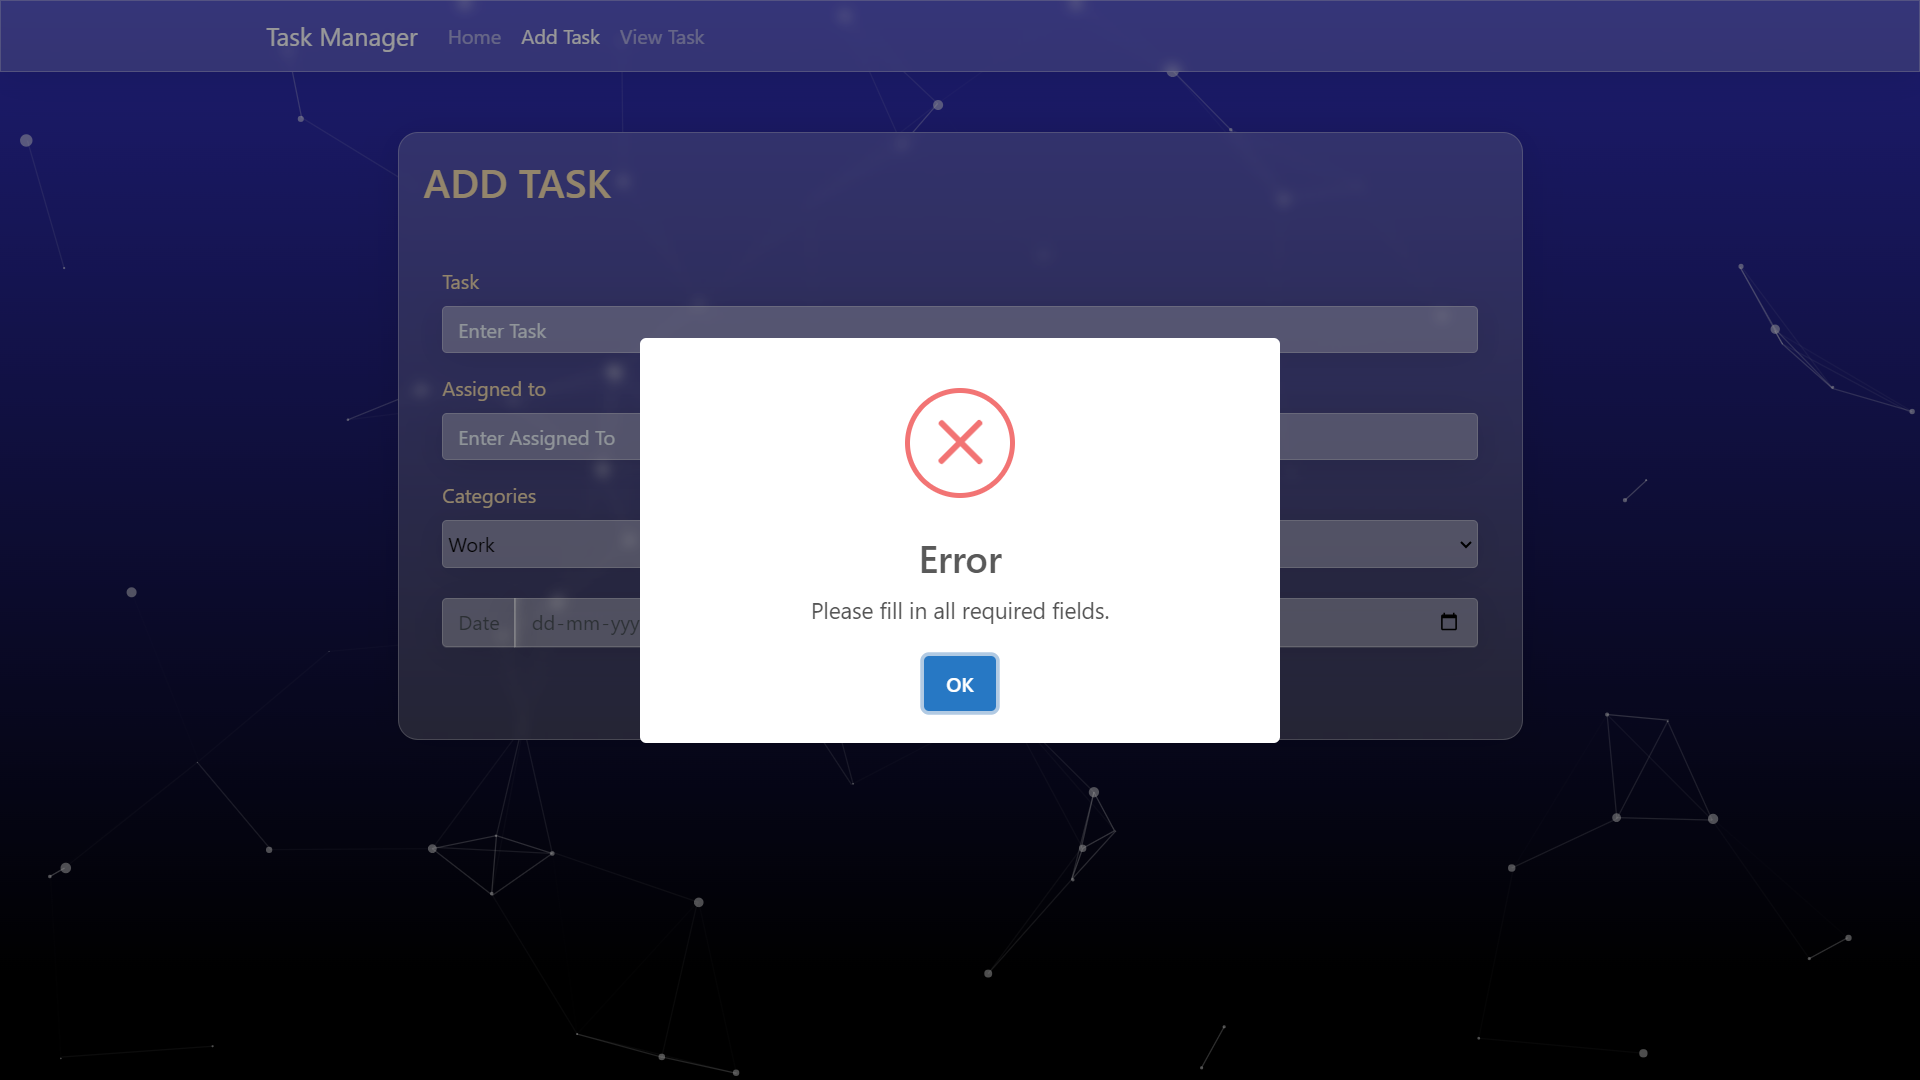 Task Manager Home Add Task View Task
ADD TASK
Task
Enter Task
Assigned to
Enter Assigned To
Categories
Work
Date dd-mm-yyy
Error
Please fill in all required fields.
OK